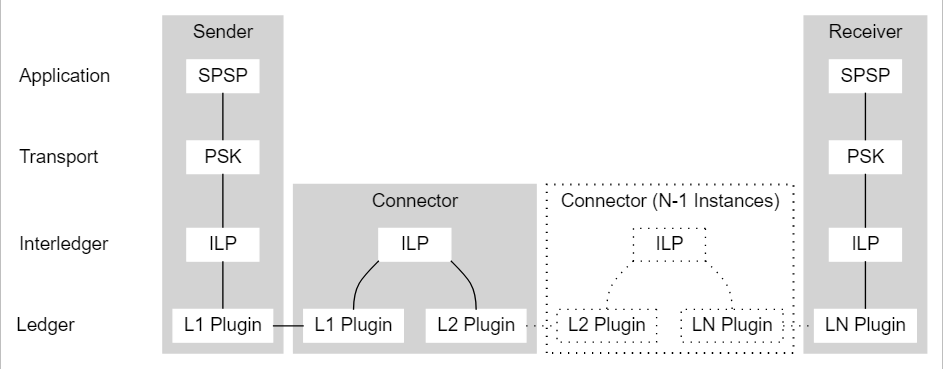 Sender
Receiver
Application
SPSP
SPSP
Transport
PSK
PSK
Connector
Connector (N-1 Instances)
Interledger
ILP
ILP
ILP
ILP
Ledger
L1 Plugin
L1 Plugin
L2 Plugin
L2 Plugin
LN Plugin
LN Plugin